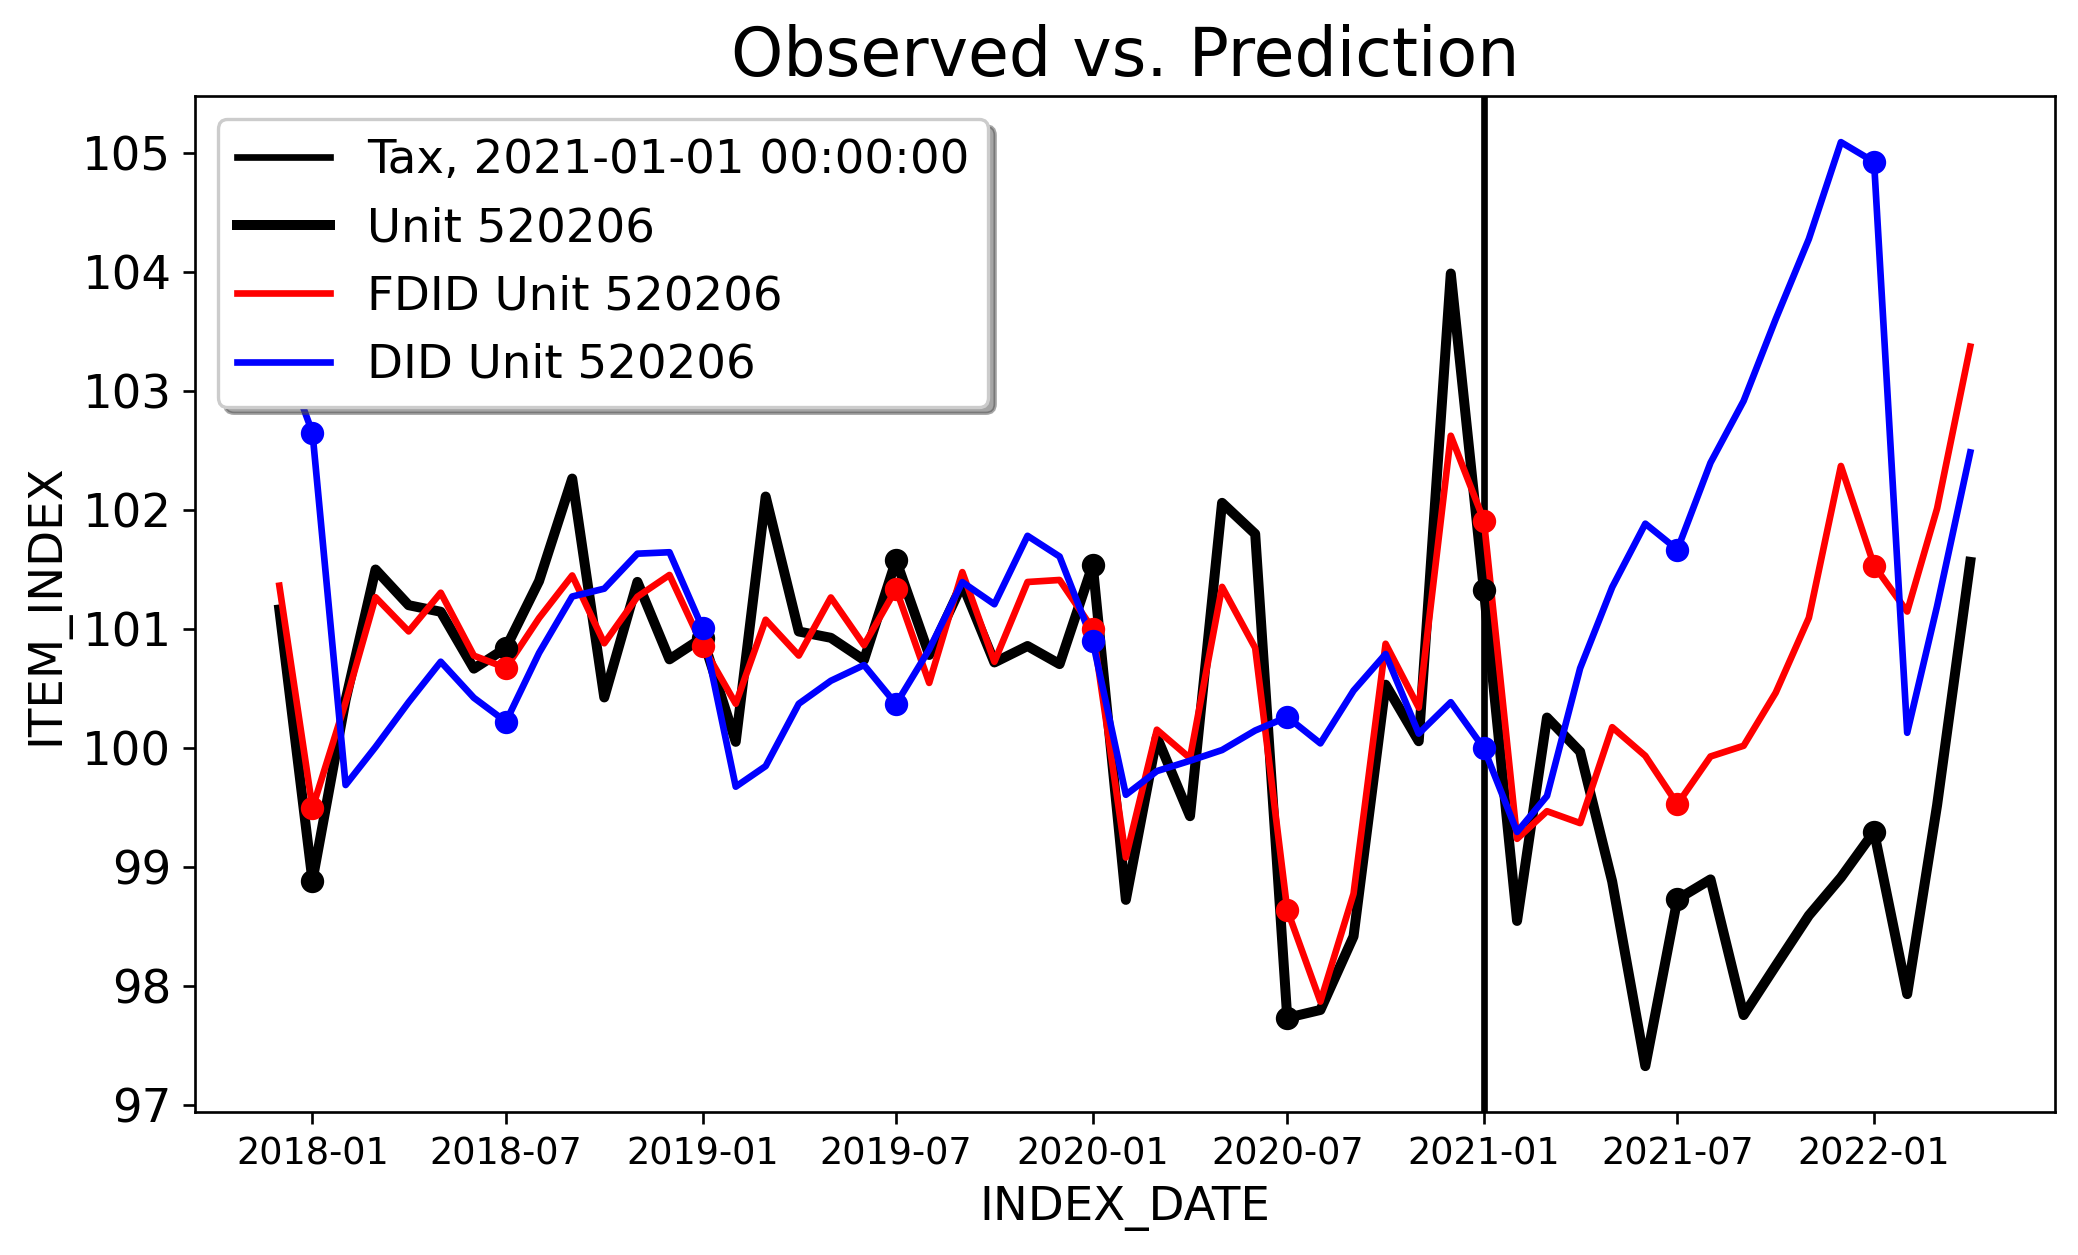 Observed vs. Prediction
Tax, 2021-01-01 00:00:00
Unit 520206
FDID Unit 520206
DID Unit 520206
105
104
103
102
101
100
99
98
97
ITEM_INDEX
2018-01 2018-07 2019-01 2019-07 2020-01 2020-07 2021-01 2021-07 2022-01
INDEX_DATE